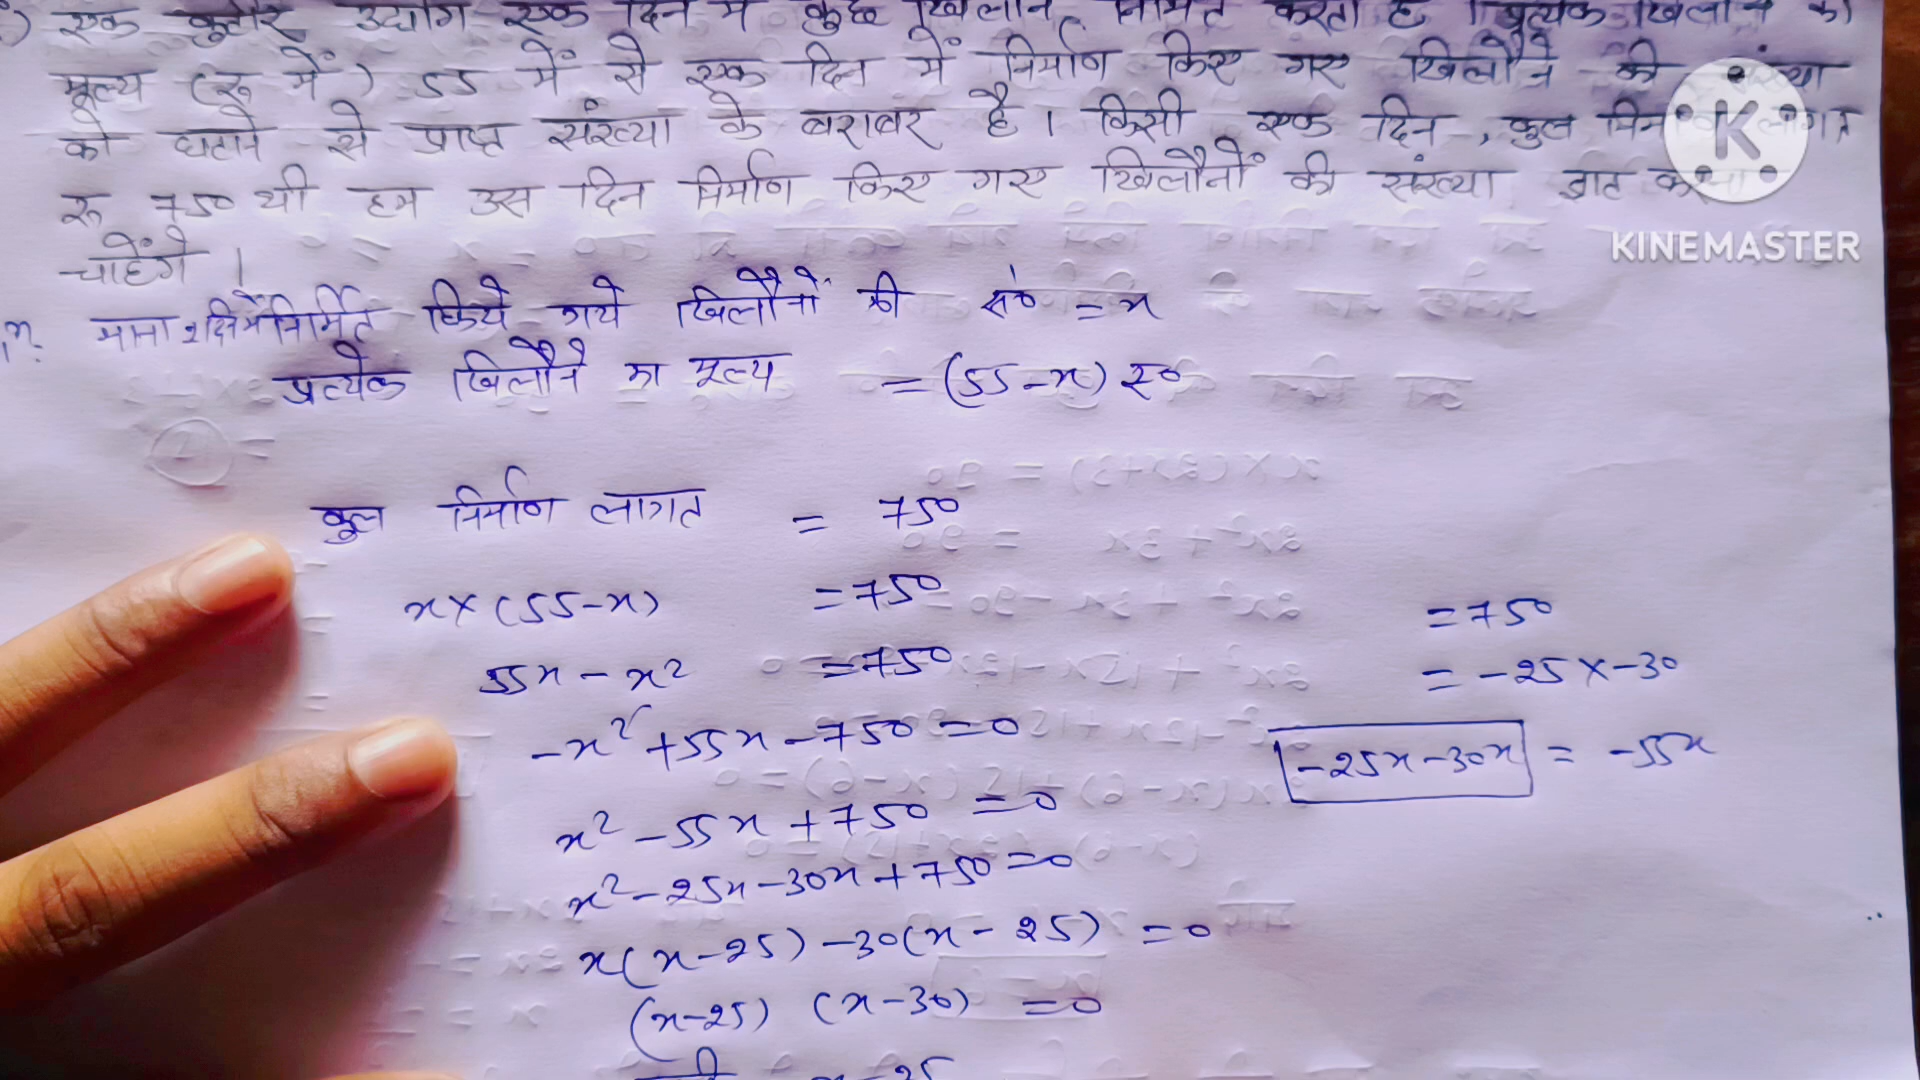 एक कुटीर उद्योग एक दिन में कुछ खिलौने निर्मित करता है । प्रत्येक खिलौने का
मूल्य (रु में) 55 में से एक दिन में निर्माण किए गए खिलौने की संख्या
को घटाने से प्राप्त संख्या के बराबर है । किसी एक दिन , कुल लागत
रु 750 थी हम उस दिन निर्माण किए गए खिलौनों की संख्या ज्ञात करना
चाहेंगे ।
KINEMASTER
माना निर्मित किये गये खिलौनों की सं० = x
प्रत्येक खिलौने का मूल्य = (55-x) रु०
कुल निर्माण लागत = 750
x×(55-x) =750
55x - x² =750
-x²+55x-750=0
x²-55x+750=0
x²-25x-30x+750=0
x(x-25)-30(x-25)=0
(x-25) (x-30) =0
x-25
=750
= -25×-30
-25x-30x = -55x